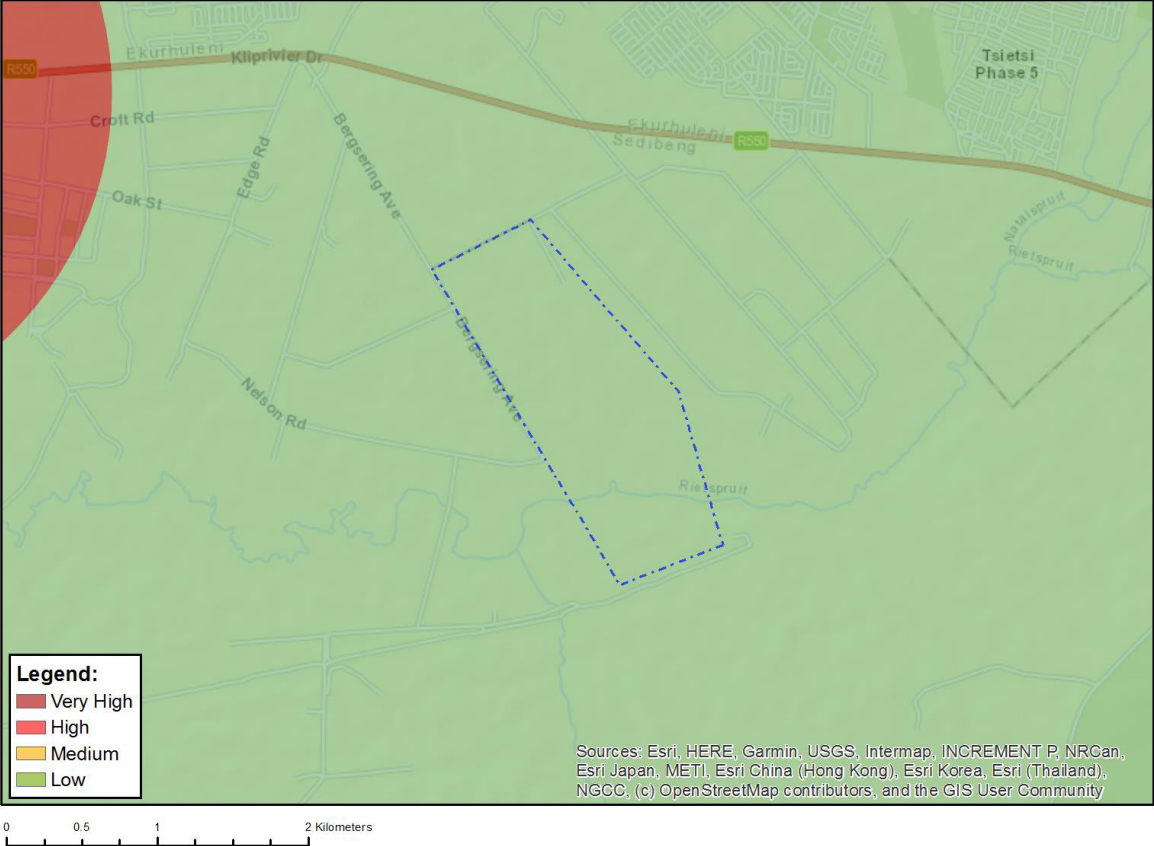 Ekurhuleni
Kliprivier Dr
R550
Tsietsi
Phase 5
Croft Rd
Edge Rd
Bergsering Ave
Ekurhuleni
Sedibeng
R550
Oak St
Natalspruit
Rietspruit
Bergsering Ave
Nelson Rd
Rietspruit
Legend:
Very High
High
Medium
Low
Sources: Esri, HERE, Garmin, USGS, Intermap, INCREMENT P, NRCan,
Esri Japan, METI, Esri China (Hong Kong), Esri Korea, Esri (Thailand),
NGCC, (c) OpenStreetMap contributors, and the GIS User Community
0 0.5 1 2 Kilometers